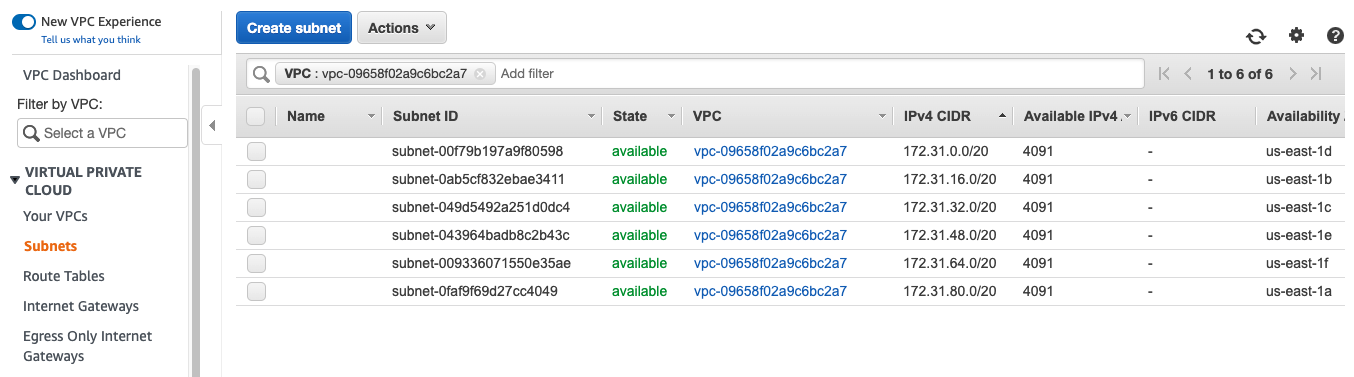 New VPC Experience
Tell us what you think
VPC Dashboard
Filter by VPC:
Select a VPC
VIRTUAL PRIVATE
CLOUD
Your VPCs
Subnets
Route Tables
Internet Gateways
Egress Only Internet
Gateways
Create subnet Actions
VPC : vpc-09658f02a9c6bc2a7 Add filter 1 to 6 of 6
Name Subnet ID State VPC IPv4 CIDR Available IPv4 IPv6 CIDR Availability
subnet-00f79b197a9f80598 available vpc-09658f02a9c6bc2a7 172.31.0.0/20 4091 - us-east-1d
subnet-0ab5cf832ebae3411 available vpc-09658f02a9c6bc2a7 172.31.16.0/20 4091 - us-east-1b
subnet-049d5492a251d0dc4 available vpc-09658f02a9c6bc2a7 172.31.32.0/20 4091 - us-east-1c
subnet-043964badb8c2b43c available vpc-09658f02a9c6bc2a7 172.31.48.0/20 4091 - us-east-1e
subnet-009336071550e35ae available vpc-09658f02a9c6bc2a7 172.31.64.0/20 4091 - us-east-1f
subnet-0faf9f69d27cc4049 available vpc-09658f02a9c6bc2a7 172.31.80.0/20 4091 - us-east-1a